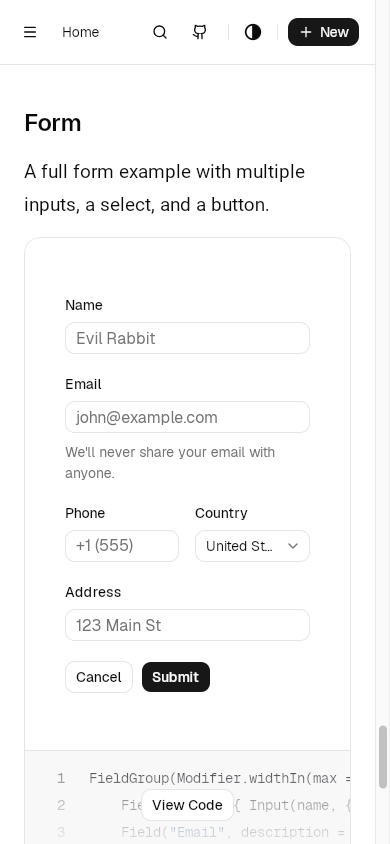 Home
New
Form
A full form example with multiple
inputs, a select, and a button.
Name
Evil Rabbit
Email
john@example.com
We'll never share your email with
anyone.
Phone
Country
+1 (555)
United St...
Address
123 Main St
Cancel
Submit
1 FieldGroup(Modifier.widthIn(max =
2 { Input(name, {
View Code
3 Field("Email", description =